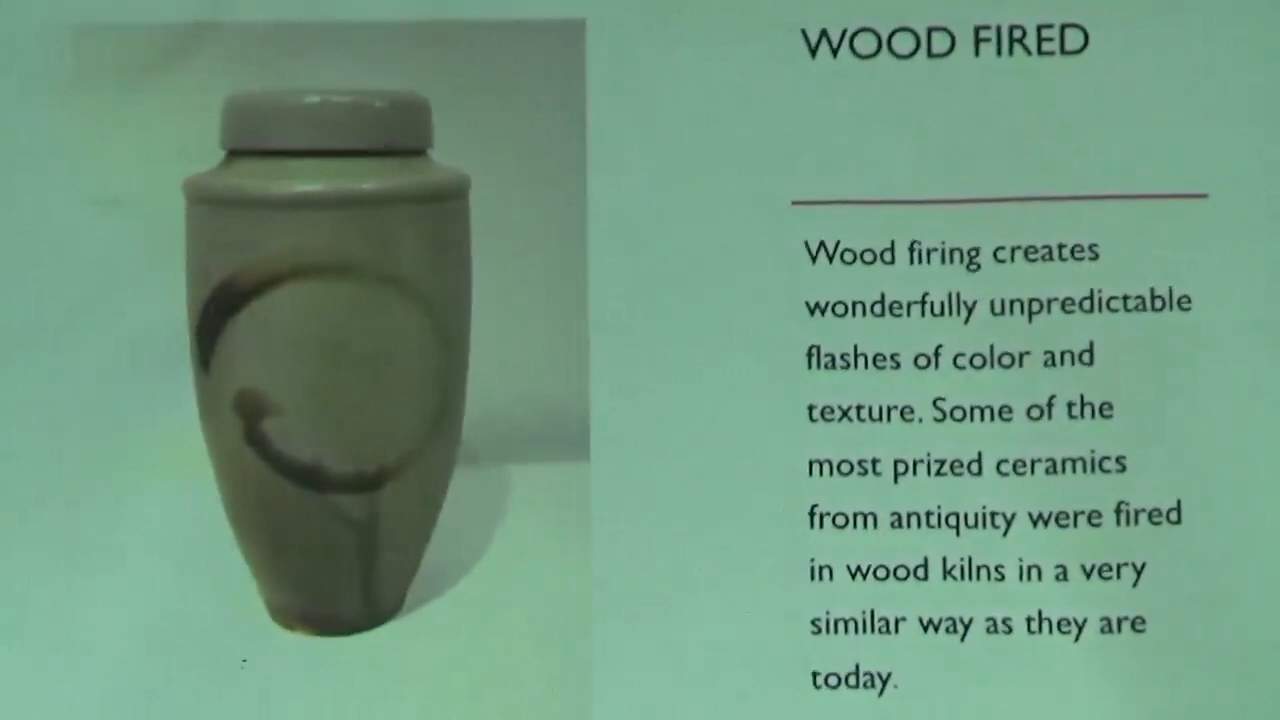 WOOD FIRED
Wood firing creates
wonderfully unpredictable
flashes of color and
texture. Some of the
most prized ceramics
from antiquity were fired
in wood kilns in a very
similar way as they are
today.